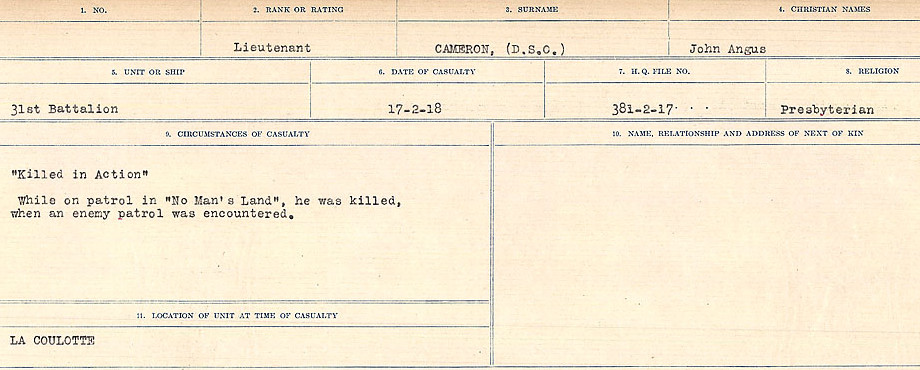 1. NO.
2. RANK OR RATING
3. SURNAME
4. CHRISTIAN NAMES
Lieutenant
CAMERON, (D.S.O.)
John Angus
5. UNIT OR SHIP
6. DATE OF CASUALTY
7. H.Q. FILE NO.
8. RELIGION
31st Battalion
17-2-18
381-2-17· · ·
Presbyterian
9. CIRCUMSTANCES OF CASUALTY
10. NAME, RELATIONSHIP AND ADDRESS OF NEXT OF KIN
"Killed in Action"
While on patrol in "No Man's Land", he was killed,
when an enemy patrol was encountered.
11. LOCATION OF UNIT AT TIME OF CASUALTY
LA COULOTTE